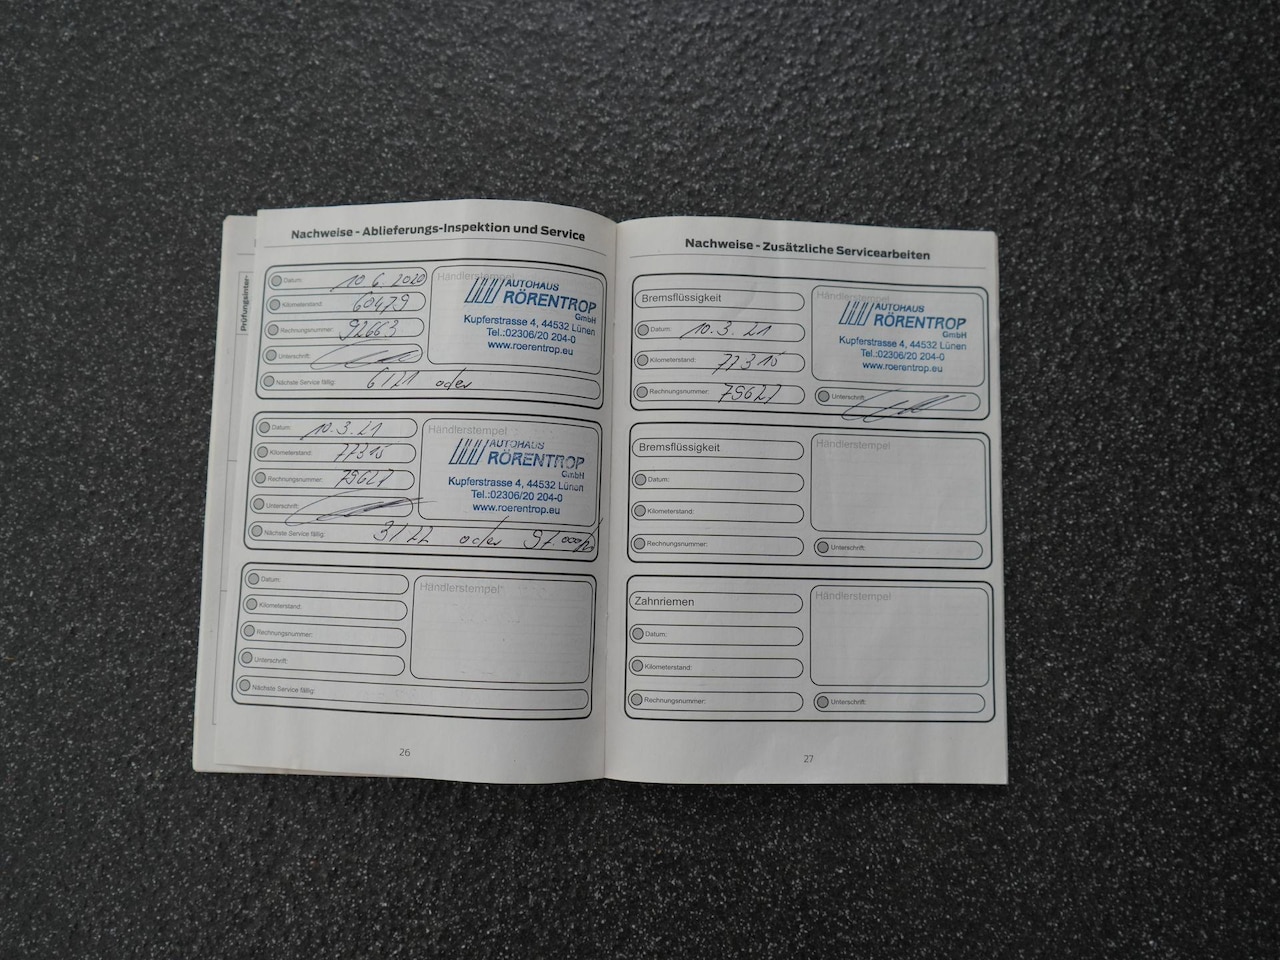 Nachweise - Ablieferungs-Inspektion und Service
Prüfungsinter-
Datum: 10.6.2020
Kilometerstand: 60479
Rechnungsnummer: 92663
Unterschrift:
Nächste Service fällig: 6/21 oder
Händlerstempel
AUTOHAUS
RÖRENTROP
GmbH
Kupferstrasse 4, 44532 Lünen
Tel.:02306/20 204-0
www.roerentrop.eu
Datum: 10.3.21
Kilometerstand: 77315
Rechnungsnummer: 79627
Unterschrift:
Nächste Service fällig: 3/22 oder 97.000
Händlerstempel
AUTOHAUS
RÖRENTROP
GmbH
Kupferstrasse 4, 44532 Lünen
Tel.:02306/20 204-0
www.roerentrop.eu
Datum:
Kilometerstand:
Rechnungsnummer:
Unterschrift:
Nächste Service fällig:
Händlerstempel
26
Nachweise - Zusätzliche Servicearbeiten
Bremsflüssigkeit
Datum: 10.3.21
Kilometerstand: 77315
Rechnungsnummer: 79627
Händlerstempel
AUTOHAUS
RÖRENTROP
GmbH
Kupferstrasse 4, 44532 Lünen
Tel.:02306/20 204-0
www.roerentrop.eu
Unterschrift:
Bremsflüssigkeit
Datum:
Kilometerstand:
Rechnungsnummer:
Händlerstempel
Unterschrift:
Zahnriemen
Datum:
Kilometerstand:
Rechnungsnummer:
Händlerstempel
Unterschrift:
27